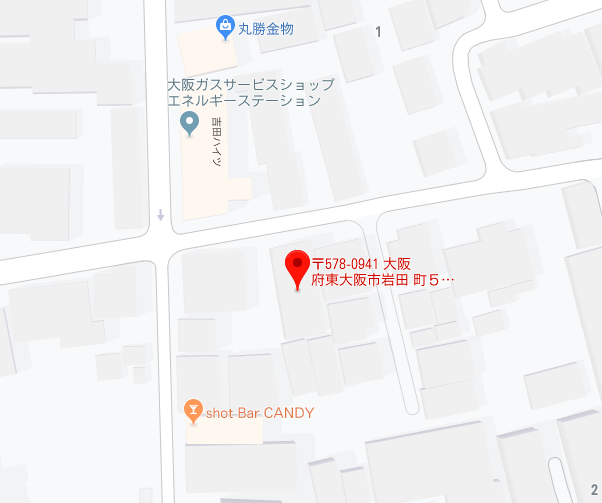 丸勝金物
1
大阪ガスサービスショップ
エネルギーステーション
吉田ハイツ
〒578-0941 大阪
府東大阪市岩田 町５…
shot Bar CANDY
2